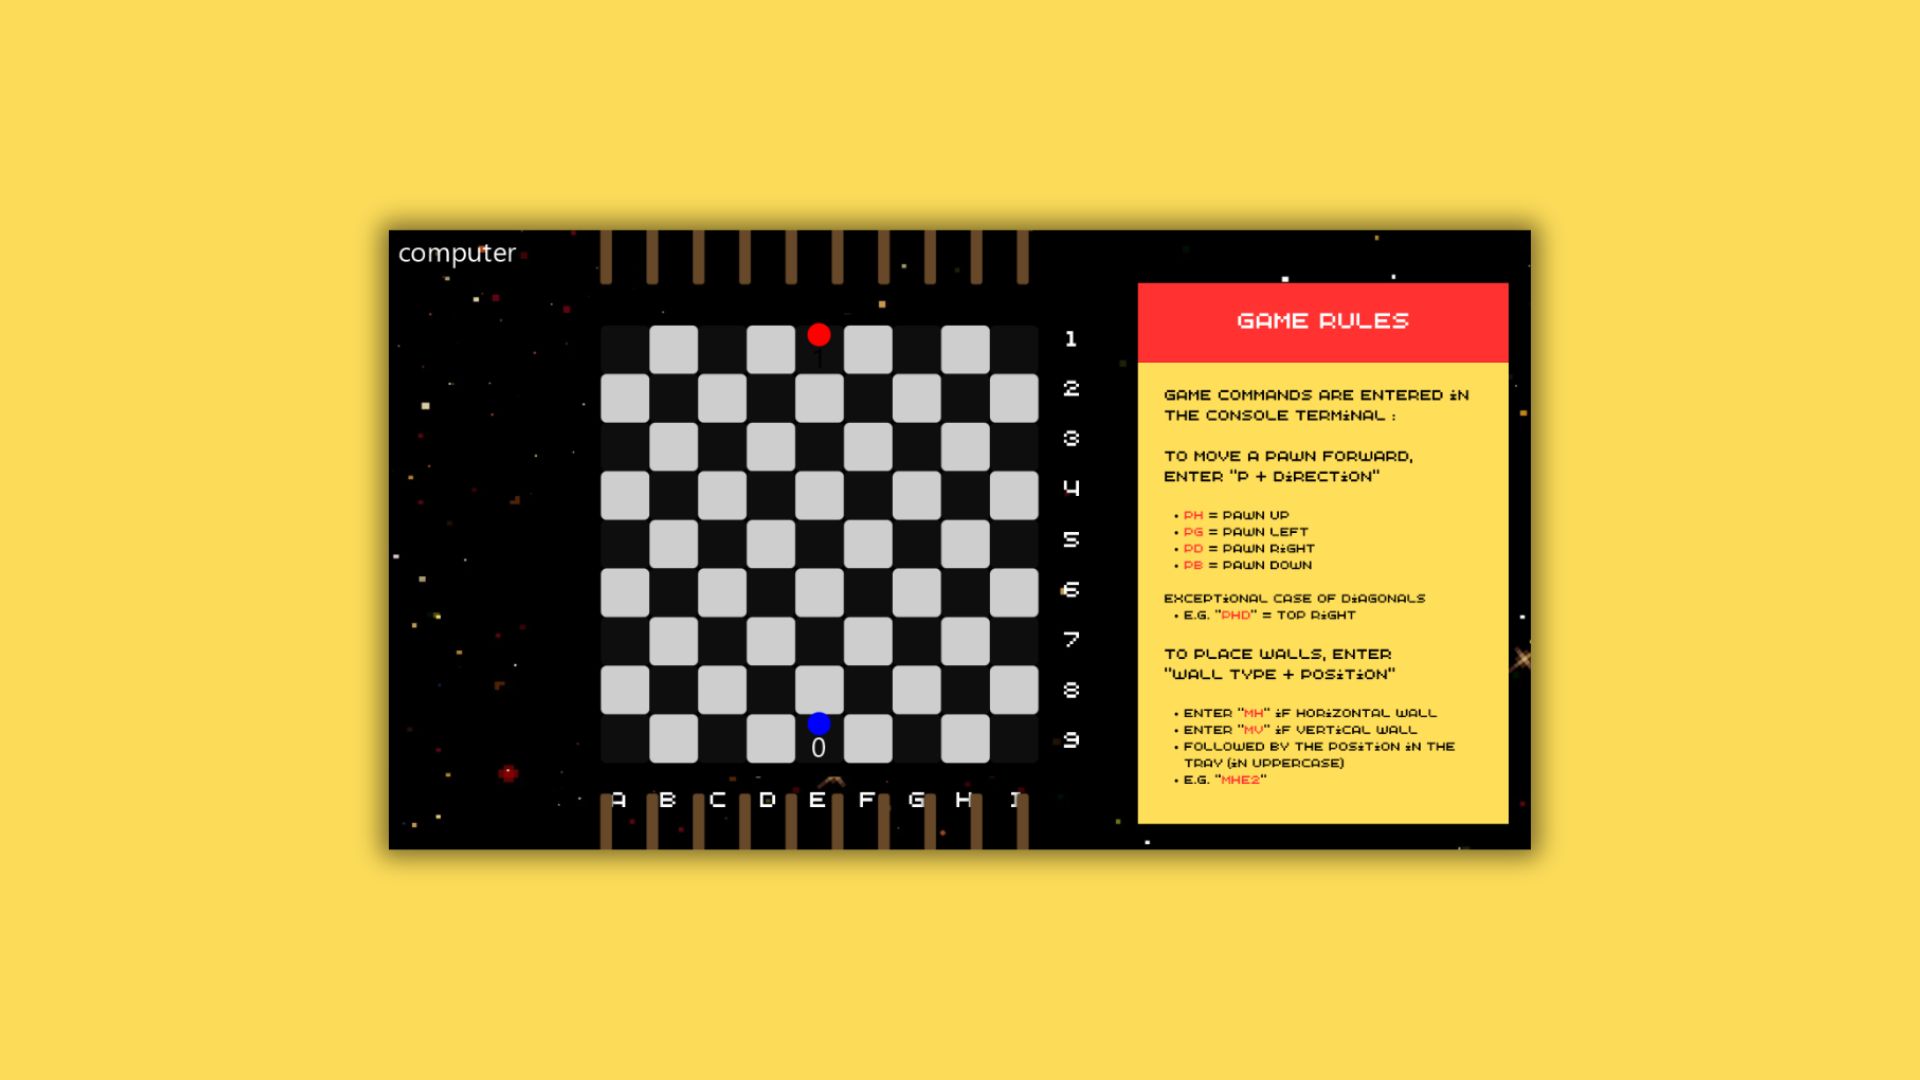 computer
1
1
2
3
4
5
6
7
8
9
0
A B C D E F G H I
GAME RULES
GAME COMMANDS ARE ENTERED IN
THE CONSOLE TERMINAL :
TO MOVE A PAWN FORWARD,
ENTER "P + DIRECTION"
• PH = PAWN UP
• PG = PAWN LEFT
• PD = PAWN RIGHT
• PB = PAWN DOWN
EXCEPTIONAL CASE OF DIAGONALS
• E.G. "PHD" = TOP RIGHT
TO PLACE WALLS, ENTER
"WALL TYPE + POSITION"
• ENTER "MH" IF HORIZONTAL WALL
• ENTER "MV" IF VERTICAL WALL
• FOLLOWED BY THE POSITION IN THE
TRAY (IN UPPERCASE)
• E.G. "MHE2"